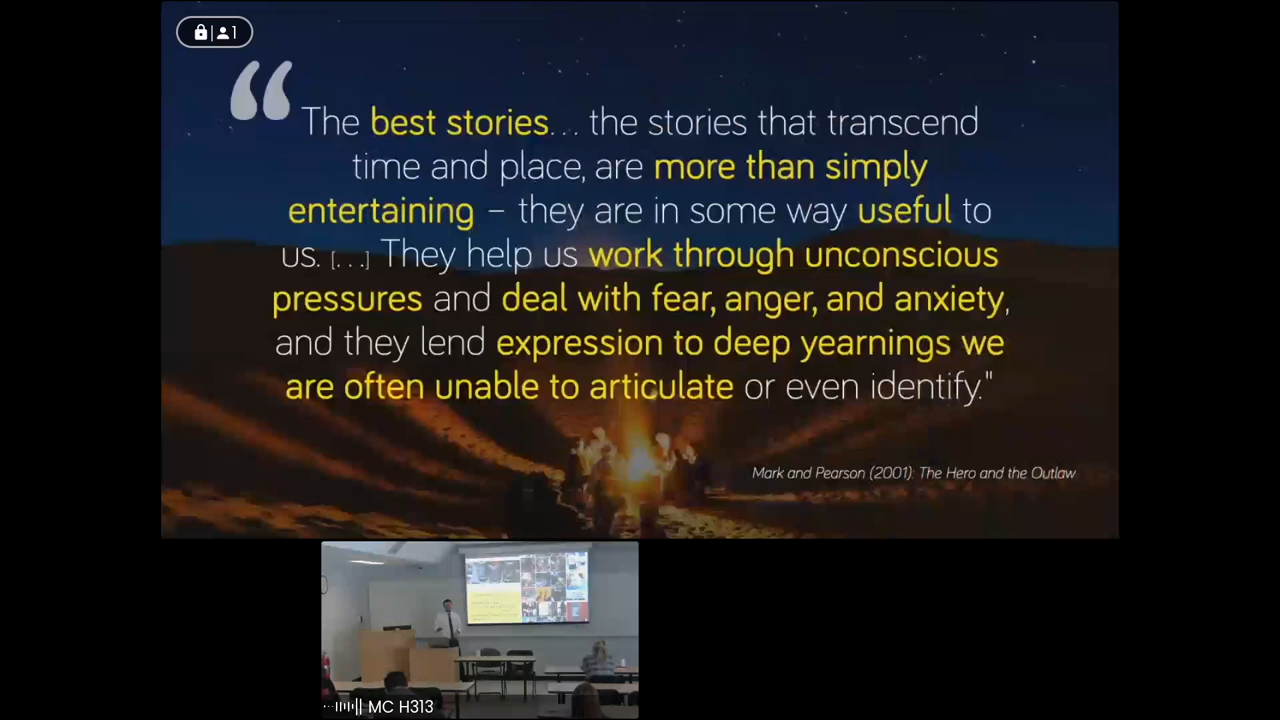 1
“ The best stories... the stories that transcend
time and place, are more than simply
entertaining – they are in some way useful to
us. [...] They help us work through unconscious
pressures and deal with fear, anger, and anxiety,
and they lend expression to deep yearnings we
are often unable to articulate or even identify."
Mark and Pearson (2001): The Hero and the Outlaw
MC H313